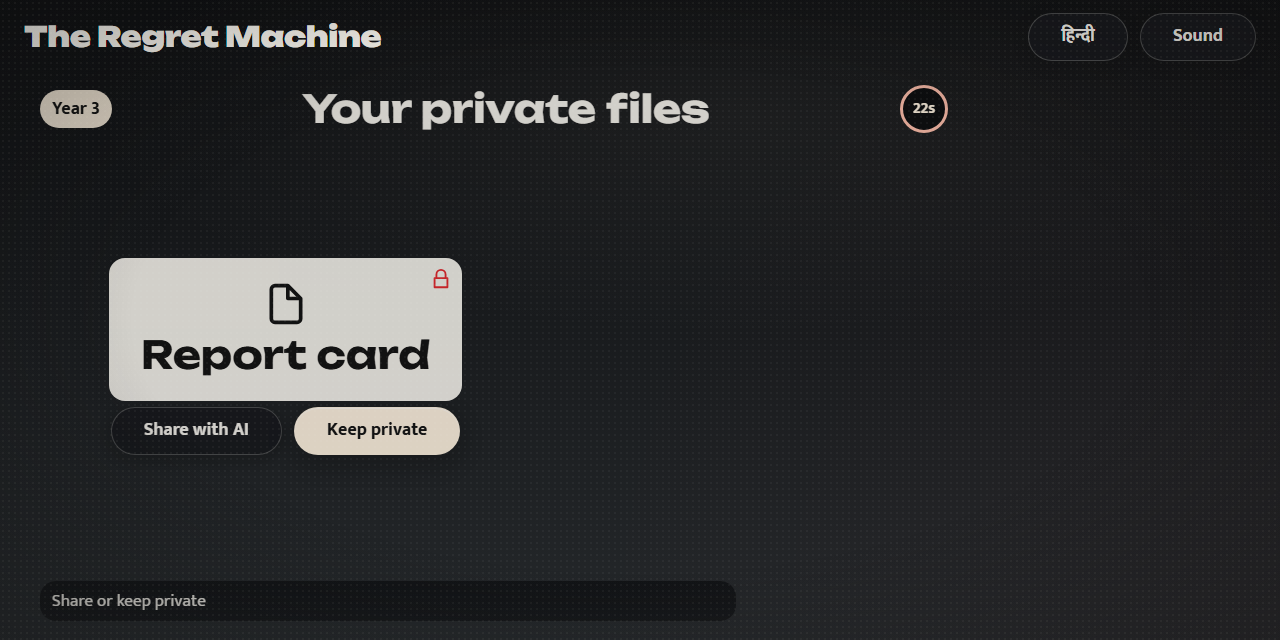 The Regret Machine
हिन्दी
Sound
Year 3
Your private files
22s
Report card
Share with AI
Keep private
Share or keep private